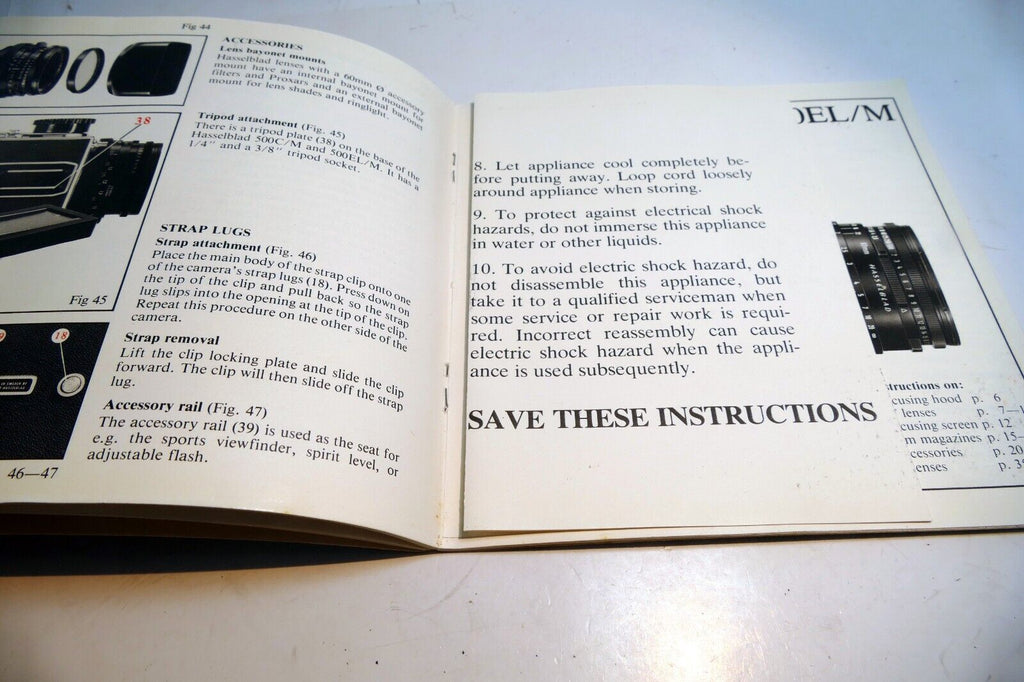 Fig 44
ACCESSORIES
Lens bayonet mounts
Hasselblad lenses with a 60mm Ø accessory
mount have an internal bayonet mount for
filters and Proxars and an external bayonet
mount for lens shades and ringlight.
Tripod attachment (Fig. 45)
There is a tripod plate (38) on the base of the
Hasselblad 500C/M and 500EL/M. It has a
1/4" and a 3/8" tripod socket.
38
Fig 45
STRAP LUGS
Strap attachment (Fig. 46)
Place the main body of the strap clip onto one
of the camera's strap lugs (18). Press down on
the tip of the clip and pull back so the strap
lug slips into the opening at the tip of the clip.
Repeat this procedure on the other side of the
camera.
Strap removal
Lift the clip locking plate and slide the clip
forward. The clip will then slide off the strap
lug.
18
Accessory rail (Fig. 47)
The accessory rail (39) is used as the seat for
e.g. the sports viewfinder, spirit level, or
adjustable flash.
46—47
8. Let appliance cool completely be-
fore putting away. Loop cord loosely
around appliance when storing.
9. To protect against electrical shock
hazards, do not immerse this appliance
in water or other liquids.
10. To avoid electric shock hazard, do
not disassemble this appliance, but
take it to a qualified serviceman when
some service or repair work is requi-
red. Incorrect reassembly can cause
electric shock hazard when the appli-
ance is used subsequently.
SAVE THESE INSTRUCTIONS
EL/M
HASSELBLAD
tructions on:
cusing hood p. 6
lenses p. 7—
cusing screen p. 12
m magazines p. 15—
cessories p. 20
enses p. 3